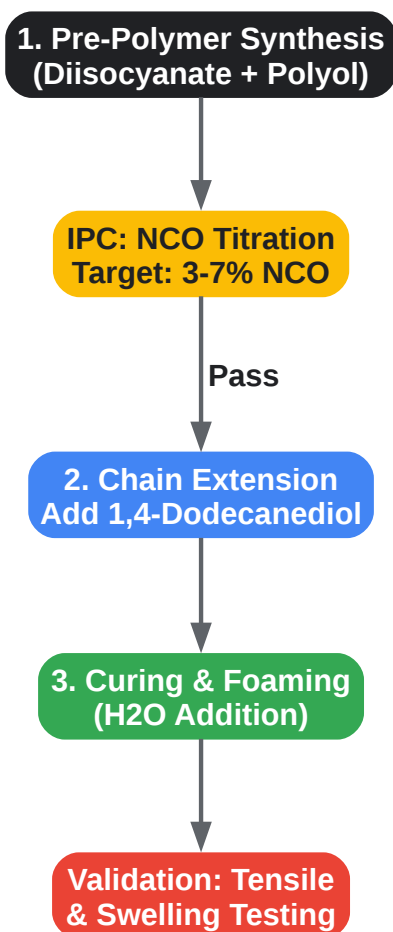 1. Pre-Polymer Synthesis
(Diisocyanate + Polyol)
IPC: NCO Titration
Target: 3-7% NCO
Pass
2. Chain Extension
Add 1,4-Dodecanediol
3. Curing & Foaming
(H2O Addition)
Validation: Tensile
& Swelling Testing